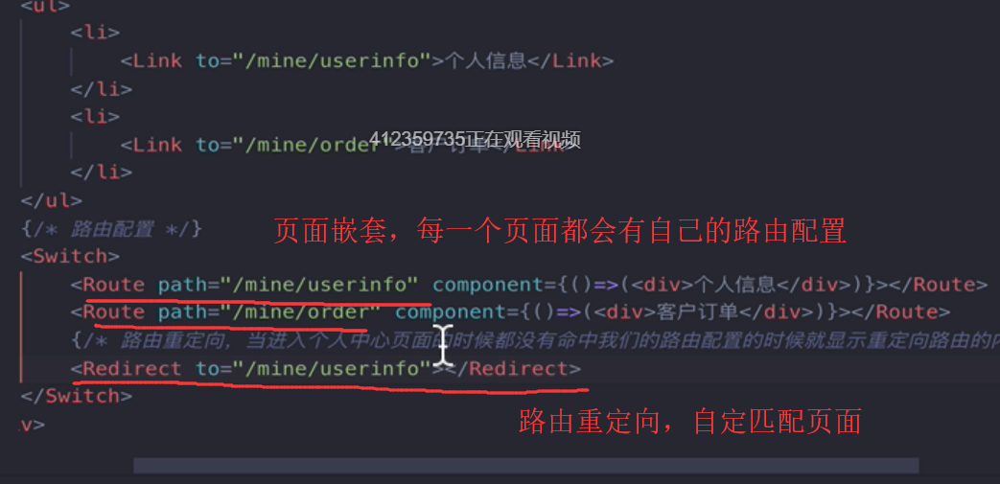 <ul>
<li>
<Link to="/mine/userinfo">个人信息</Link>
</li>
<li>
412359735正在观看视频
<Link to="/mine/order">客户订单</Link>
</li>
</ul>
{/* 路由配置 */}
页面嵌套，每一个页面都会有自己的路由配置
<Switch>
<Route path="/mine/userinfo" component={()=>(<div>个人信息</div>)}></Route>
<Route path="/mine/order" component={()=>(<div>客户订单</div>)}></Route>
{/* 路由重定向，当进入个人中心页面的时候都没有命中我们的路由配置的时候就显示重定向路由的
<Redirect to="/mine/userinfo"></Redirect>
</Switch>
v>
路由重定向，自定匹配页面